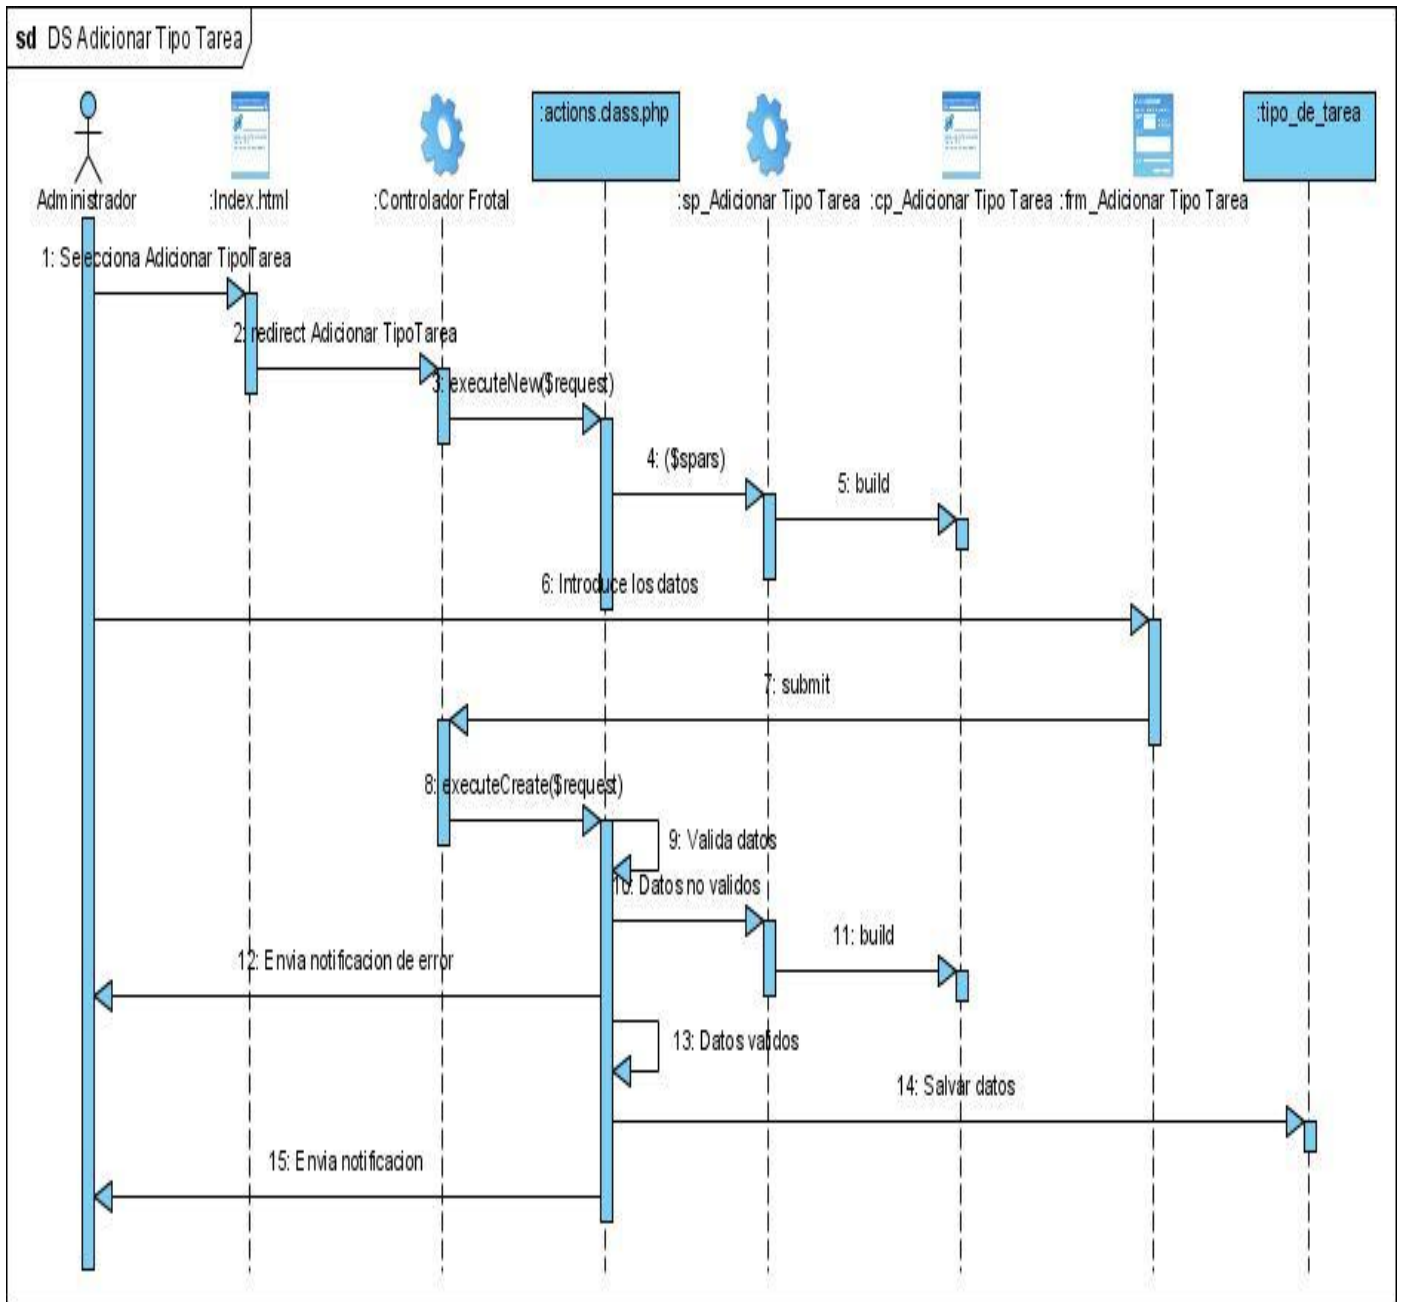 sd DS Adicionar Tipo Tarea
:actions.class.php
:tipo_de_tarea
Administrador
:Index.html
:Controlador Frotal
:sp_Adicionar Tipo Tarea
:cp_Adicionar Tipo Tarea
:frm_Adicionar Tipo Tarea
1: Selecciona Adicionar TipoTarea
2: redirect Adicionar TipoTarea
3: executeNew($request)
4: ($spars)
5: build
6: Introduce los datos
7: submit
8: executeCreate($request)
9: Valida datos
10: Datos no validos
11: build
12: Envia notificacion de error
13: Datos validos
14: Salvar datos
15: Envia notificacion